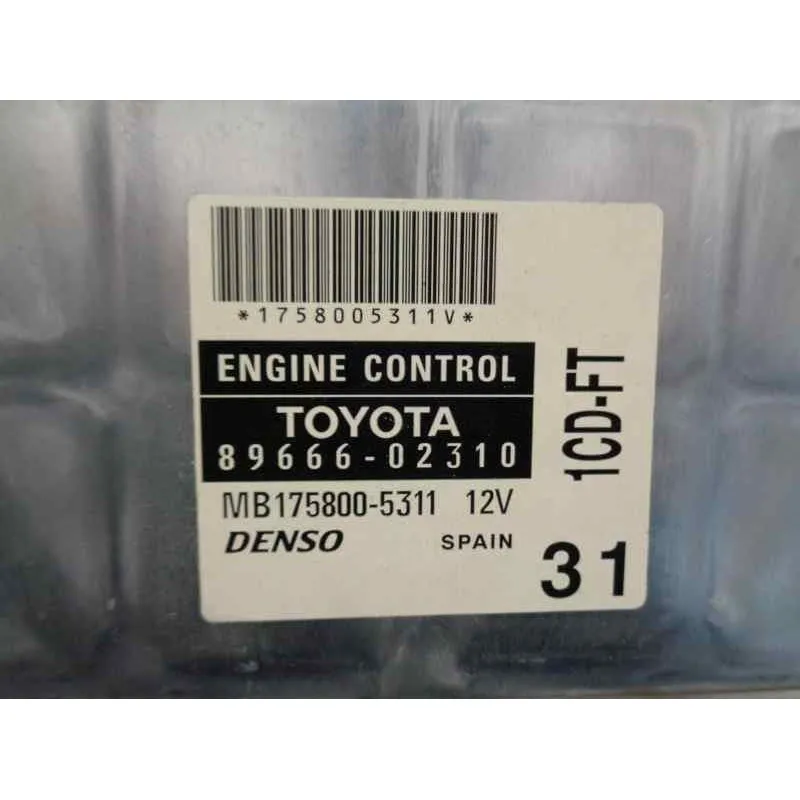 *1758005311V*
ENGINE CONTROL
TOYOTA
89666-02310
MB175800-5311 12V
DENSO SPAIN
1CD-FT
31